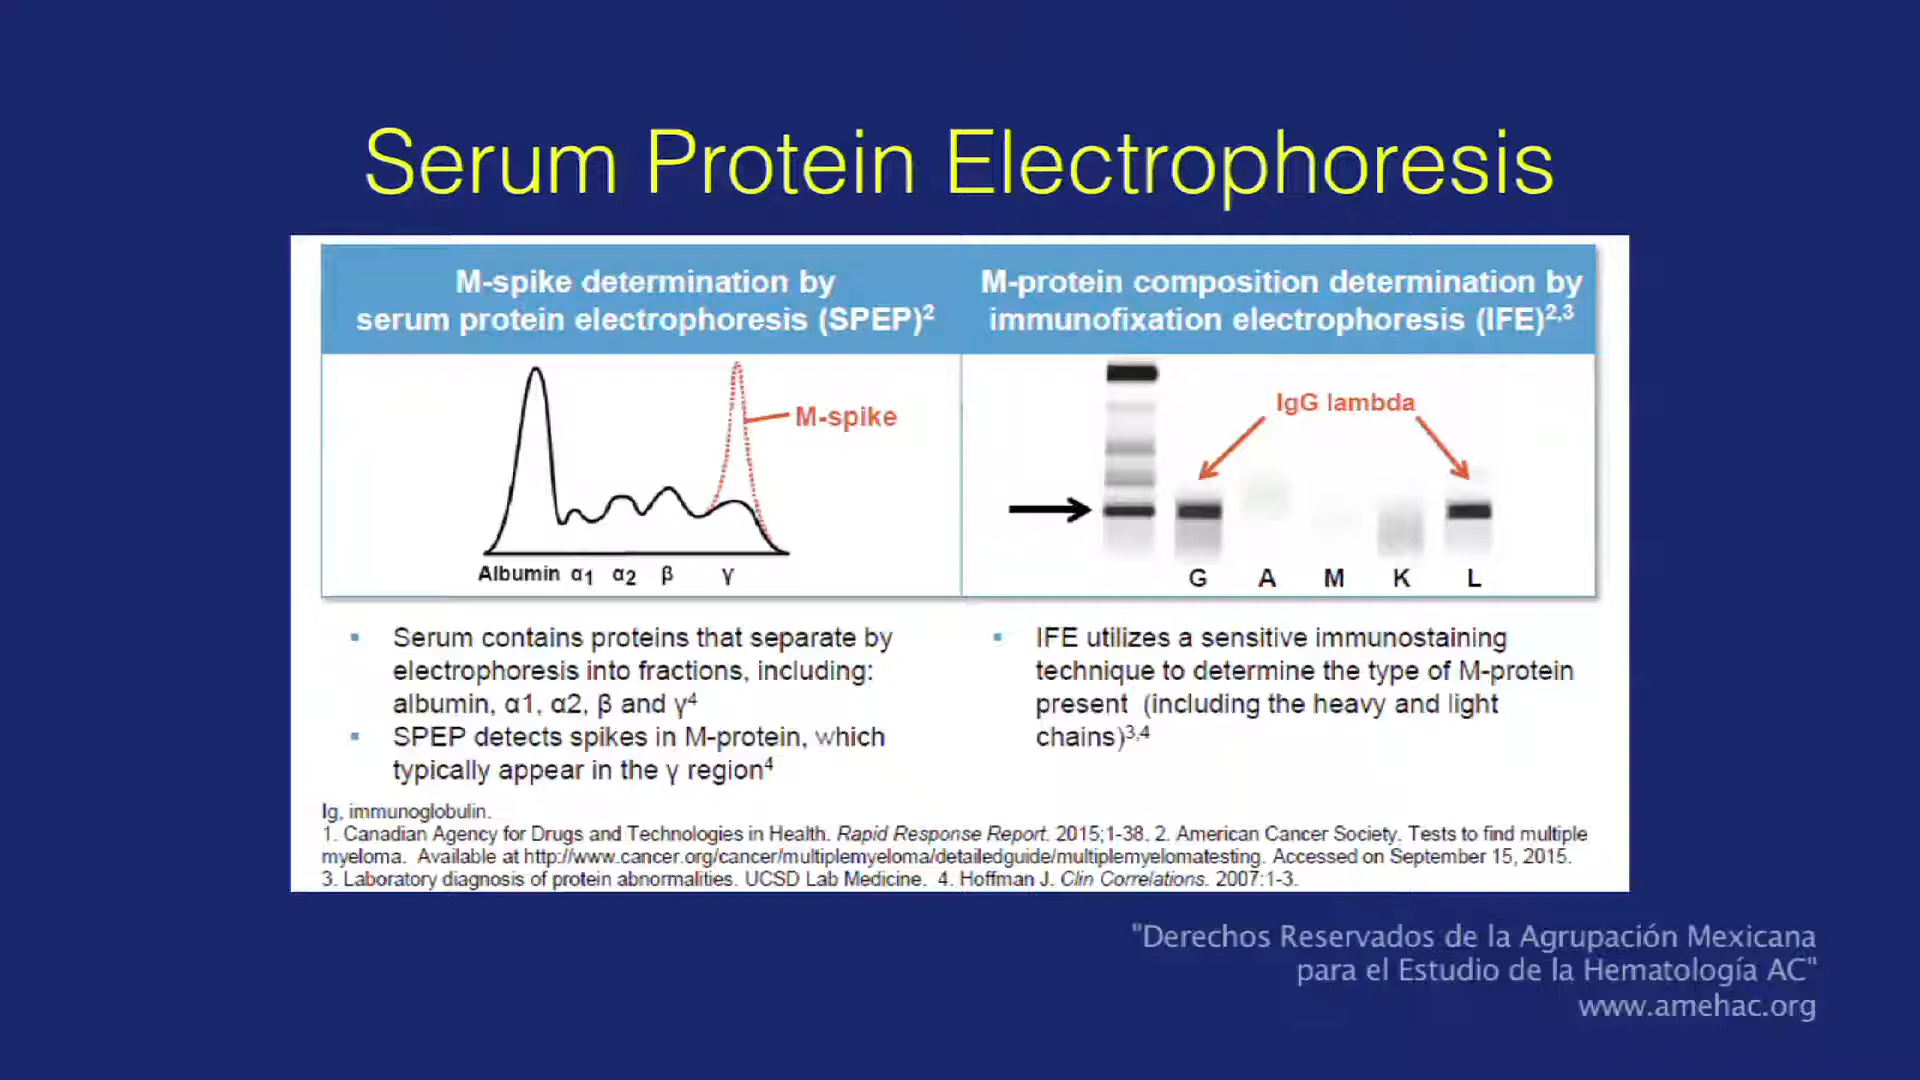 Serum Protein Electrophoresis
M-spike determination by
serum protein electrophoresis (SPEP)2
M-spike
Albumin α1 α2 β γ
Serum contains proteins that separate by
electrophoresis into fractions, including:
albumin, α1, α2, β and γ4
SPEP detects spikes in M-protein, which
typically appear in the γ region4
M-protein composition determination by
immunofixation electrophoresis (IFE)2,3
IgG lambda
G A M K L
IFE utilizes a sensitive immunostaining
technique to determine the type of M-protein
present (including the heavy and light
chains)3,4
Ig, immunoglobulin.
1. Canadian Agency for Drugs and Technologies in Health. Rapid Response Report. 2015;1-38. 2. American Cancer Society. Tests to find multiple
myeloma. Available at http://www.cancer.org/cancer/multiplemyeloma/detailedguide/multiplemyelomatesting. Accessed on September 15, 2015.
3. Laboratory diagnosis of protein abnormalities. UCSD Lab Medicine. 4. Hoffman J. Clin Correlations. 2007:1-3.
"Derechos Reservados de la Agrupación Mexicana
para el Estudio de la Hematología AC"
www.amehac.org